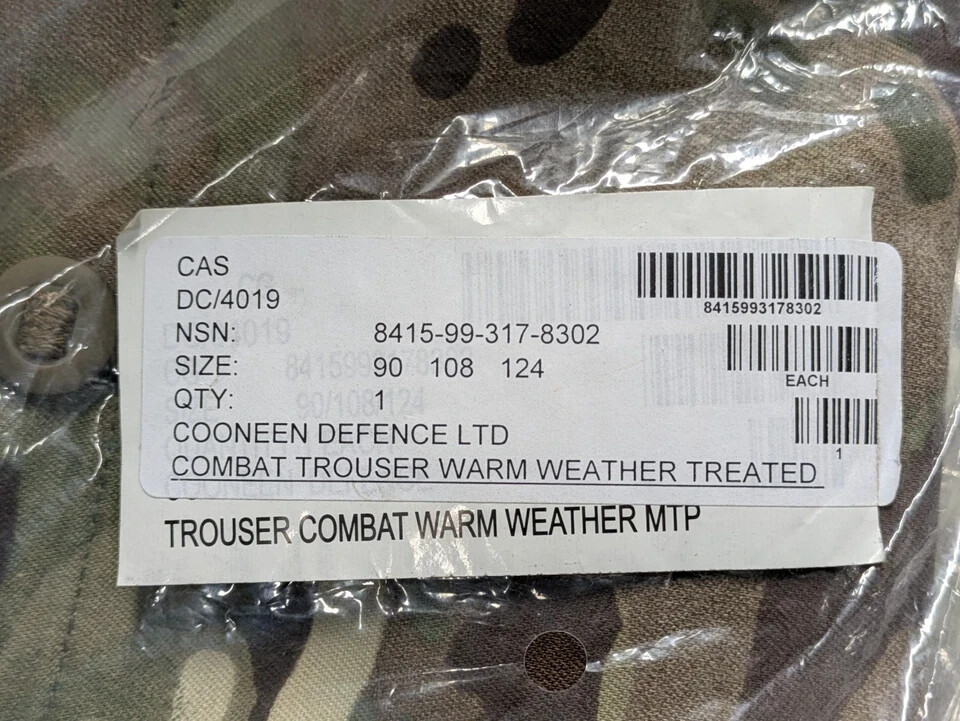 CAS
DC/4019
NSN: 8415-99-317-8302
SIZE: 90 108 124
QTY: 1
COONEEN DEFENCE LTD
COMBAT TROUSER WARM WEATHER TREATED
8415993178302
EACH
1
TROUSER COMBAT WARM WEATHER MTP